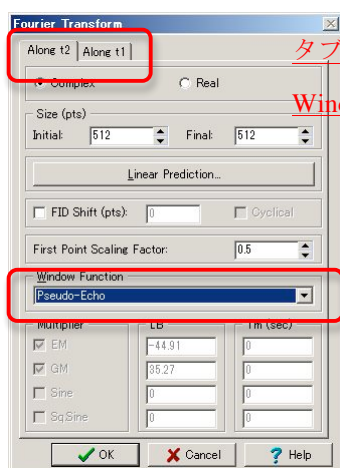 Fourier Transform
Along t2 Along t1
タブ
Complex Real
Wind
Size (pts)
Initial: 512 Final: 512
Linear Prediction...
FID Shift (pts): 0 Cyclical
First Point Scaling Factor: 0.5
Window Function
Pseudo-Echo
Multiplier LB Tm (sec)
EM -44.91 0
GM 35.27 0
Sine 0 0
SqSine 0 0
OK Cancel Help